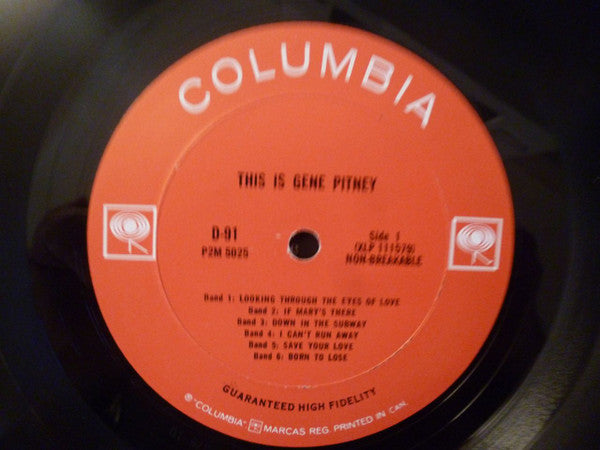 COLUMBIA
THIS IS GENE PITNEY
D-91
P2M 5025
Side 1
(XLP 111579)
NON-BREAKABLE
Band 1: LOOKING THROUGH THE EYES OF LOVE
Band 2: IF MARY'S THERE
Band 3: DOWN IN THE SUBWAY
Band 4: I CAN'T RUN AWAY
Band 5: SAVE YOUR LOVE
Band 6: BORN TO LOSE
GUARANTEED HIGH FIDELITY
® "COLUMBIA", MARCAS REG. PRINTED IN CAN.